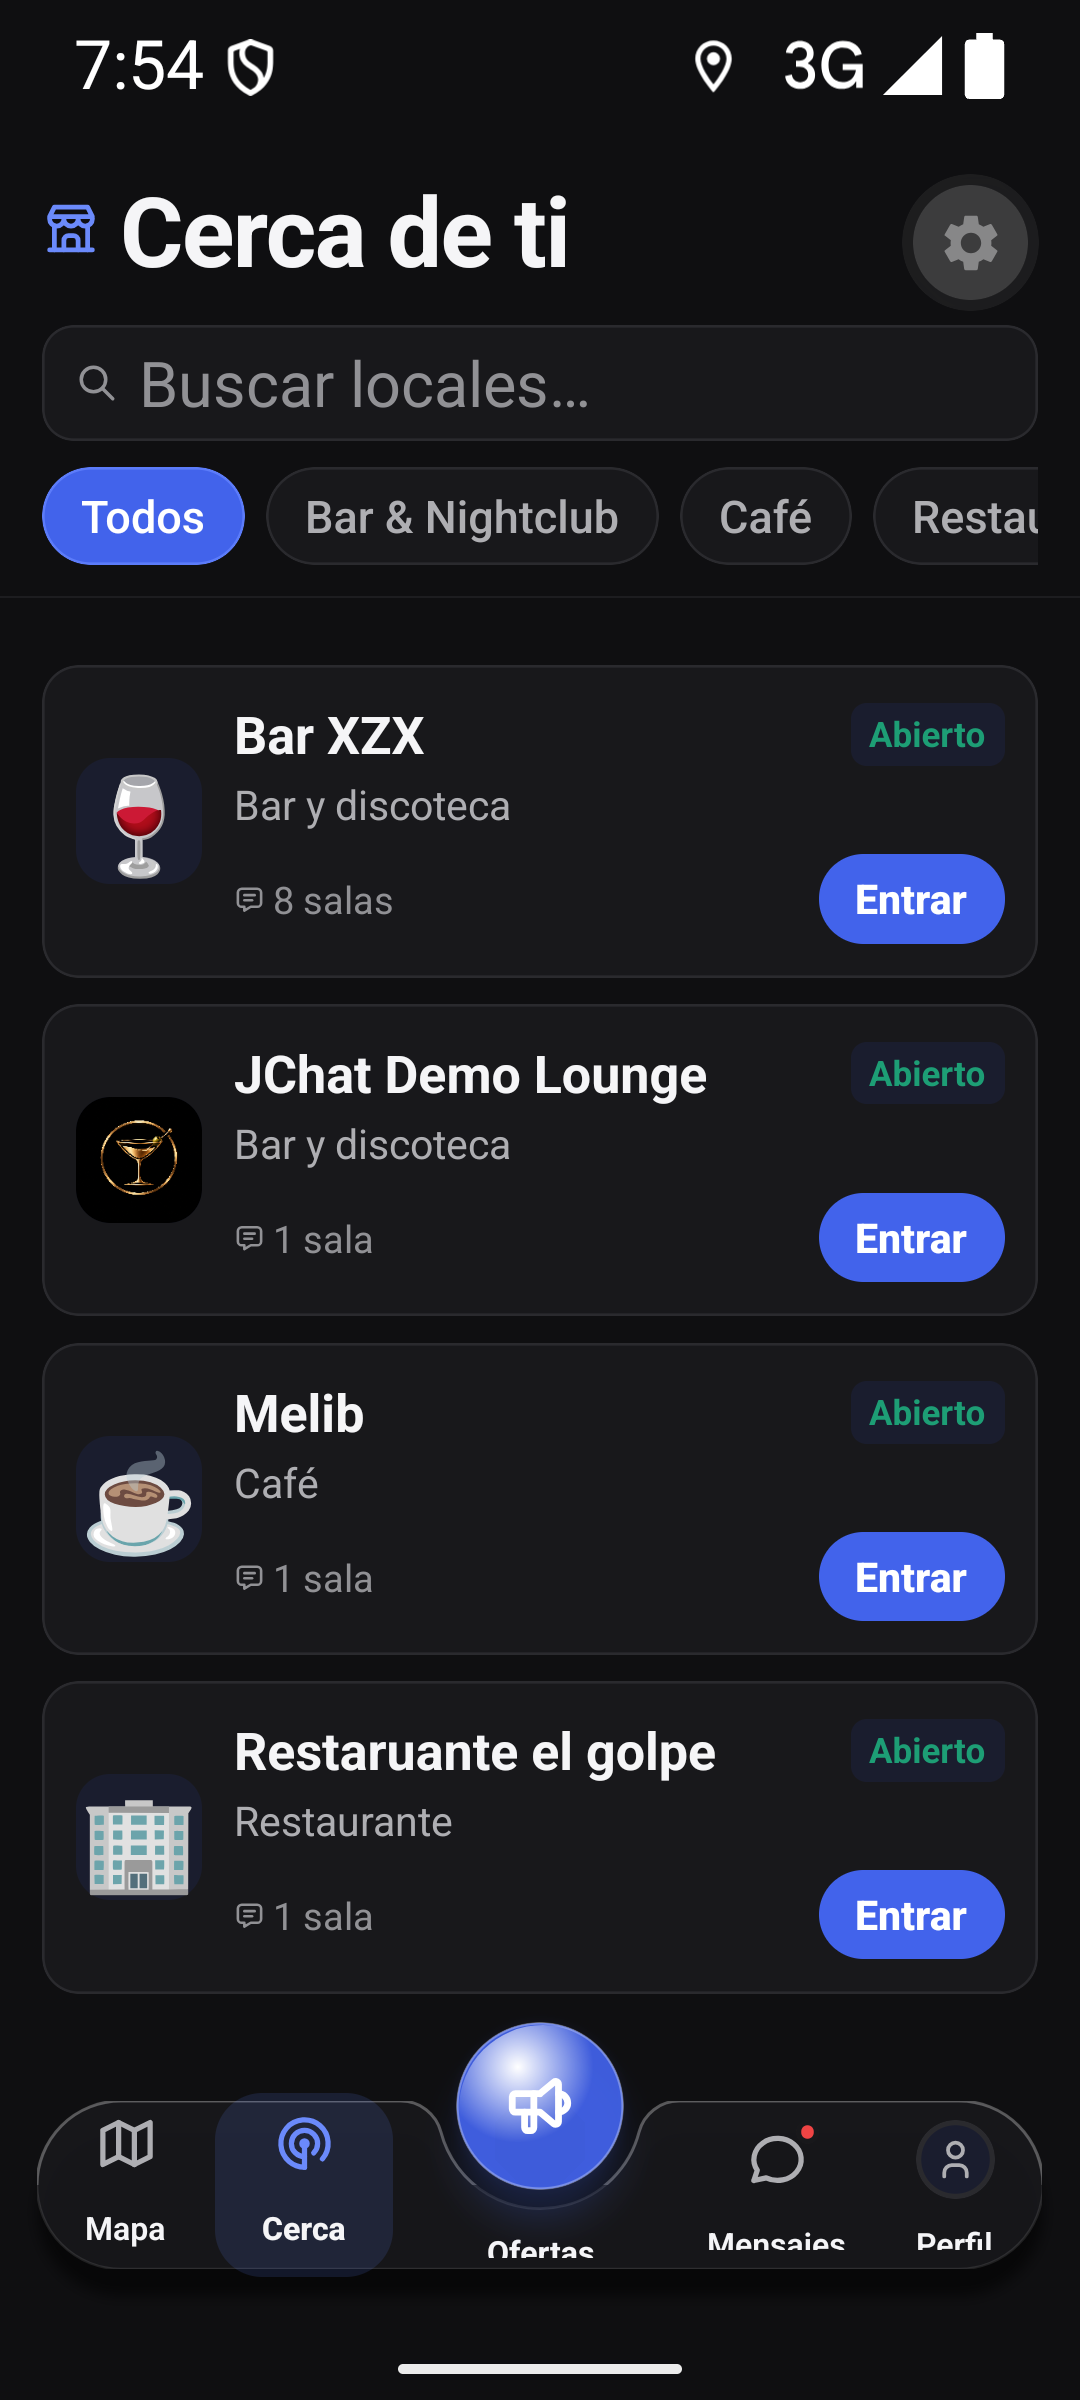 7:54
3G
Cerca de ti
Buscar locales…
Todos
Bar & Nightclub
Café
Restau
Bar XZX
Abierto
Bar y discoteca
8 salas
Entrar
JChat Demo Lounge
Abierto
Bar y discoteca
1 sala
Entrar
Melib
Abierto
Café
1 sala
Entrar
Restaruante el golpe
Abierto
Restaurante
1 sala
Entrar
Mapa
Cerca
Ofertas
Mensajes
Perfil